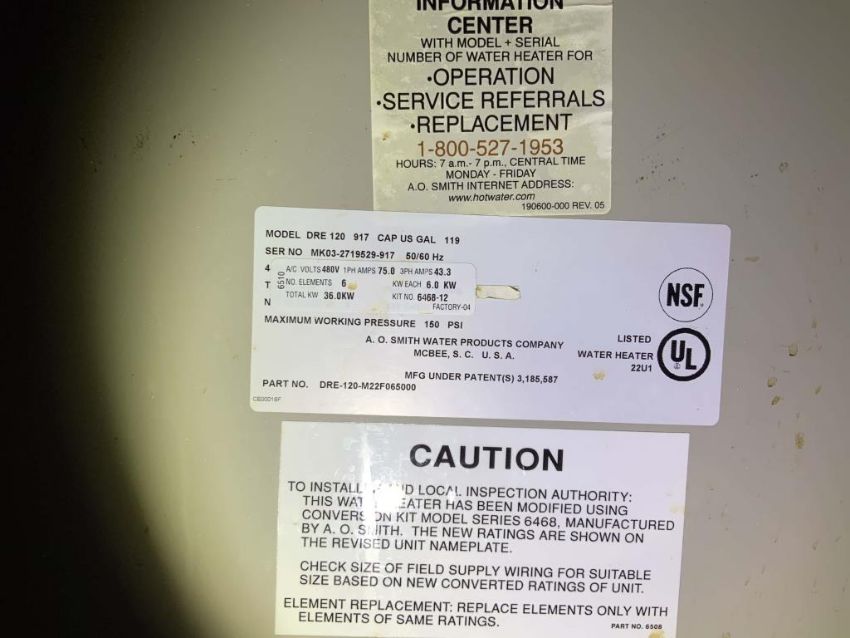 INFORMATION
CENTER
WITH MODEL + SERIAL
NUMBER OF WATER HEATER FOR
•OPERATION
•SERVICE REFERRALS
•REPLACEMENT
1-800-527-1953
HOURS: 7 a.m.- 7 p.m., CENTRAL TIME
MONDAY - FRIDAY
A.O. SMITH INTERNET ADDRESS:
www.hotwater.com
190600-000 REV. 05
MODEL DRE 120 917 CAP US GAL 119
SER NO MK03-2719529-917 50/60 Hz
4
T
N
6510
A/C VOLTS 480V 1PH AMPS 75.0 3PH AMPS 43.3
NO. ELEMENTS 6 KW EACH 6.0 KW
TOTAL KW 36.0KW KIT NO. 6468-12
FACTORY-04
MAXIMUM WORKING PRESSURE 150 PSI
A. O. SMITH WATER PRODUCTS COMPANY
MCBEE, S. C. U. S. A.
MFG UNDER PATENT(S) 3,185,587
PART NO. DRE-120-M22F065000
NSF
LISTED
WATER HEATER
22U1
UL
CAUTION
TO INSTALL AND LOCAL INSPECTION AUTHORITY:
THIS WATER HEATER HAS BEEN MODIFIED USING
CONVERSION KIT MODEL SERIES 6468, MANUFACTURED
BY A. O. SMITH. THE NEW RATINGS ARE SHOWN ON
THE REVISED UNIT NAMEPLATE.
CHECK SIZE OF FIELD SUPPLY WIRING FOR SUITABLE
SIZE BASED ON NEW CONVERTED RATINGS OF UNIT.
ELEMENT REPLACEMENT: REPLACE ELEMENTS ONLY WITH
ELEMENTS OF SAME RATINGS.
PART NO. 6508